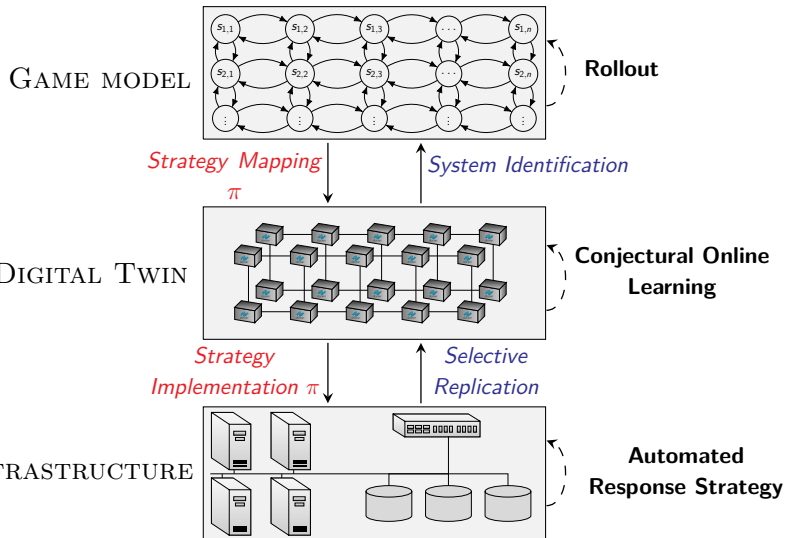 s1,1 s1,2 s1,3 ... s1,n
GAME MODEL
s2,1 s2,2 s2,3 ... s2,n
Rollout
⋮ ⋮ ⋮ ⋮ ⋮
Strategy Mapping
π
System Identification
DIGITAL TWIN
Conjectural Online
Learning
Strategy
Implementation π
Selective
Replication
TRASTRUCTURE
Automated
Response Strategy